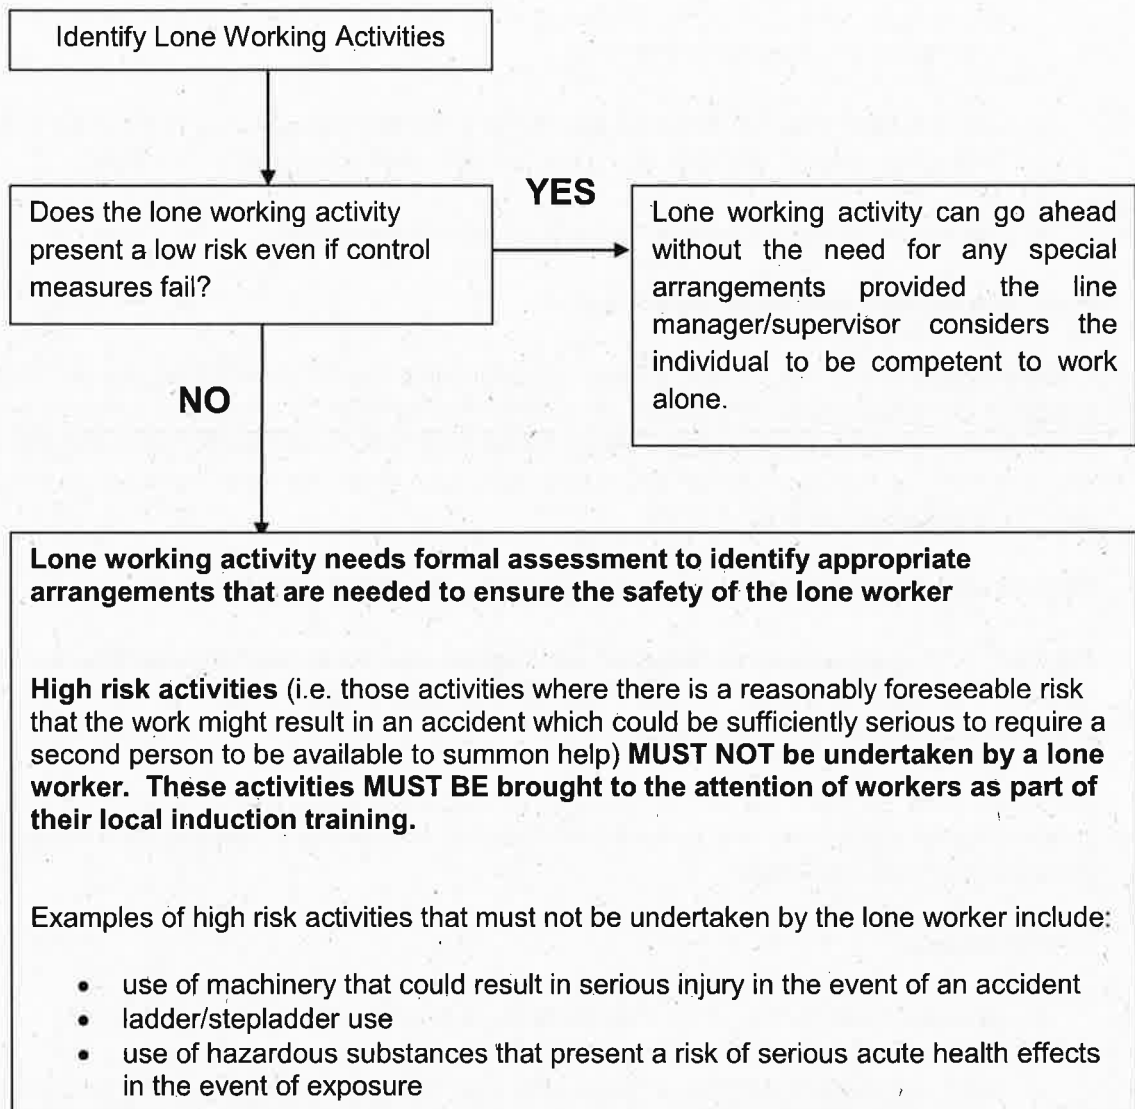 Identify Lone Working Activities
YES
Does the lone working activity
present a low risk even if control
measures fail?
Lone working activity can go ahead
without the need for any special
arrangements provided the line
manager/supervisor considers the
individual to be competent to work
alone.
NO
Lone working activity needs formal assessment to identify appropriate
arrangements that are needed to ensure the safety of the lone worker
High risk activities (i.e. those activities where there is a reasonably foreseeable risk
that the work might result in an accident which could be sufficiently serious to require a
second person to be available to summon help) MUST NOT be undertaken by a lone
worker. These activities MUST BE brought to the attention of workers as part of
their local induction training.
Examples of high risk activities that must not be undertaken by the lone worker include:
• use of machinery that could result in serious injury in the event of an accident
• ladder/stepladder use
• use of hazardous substances that present a risk of serious acute health effects
in the event of exposure